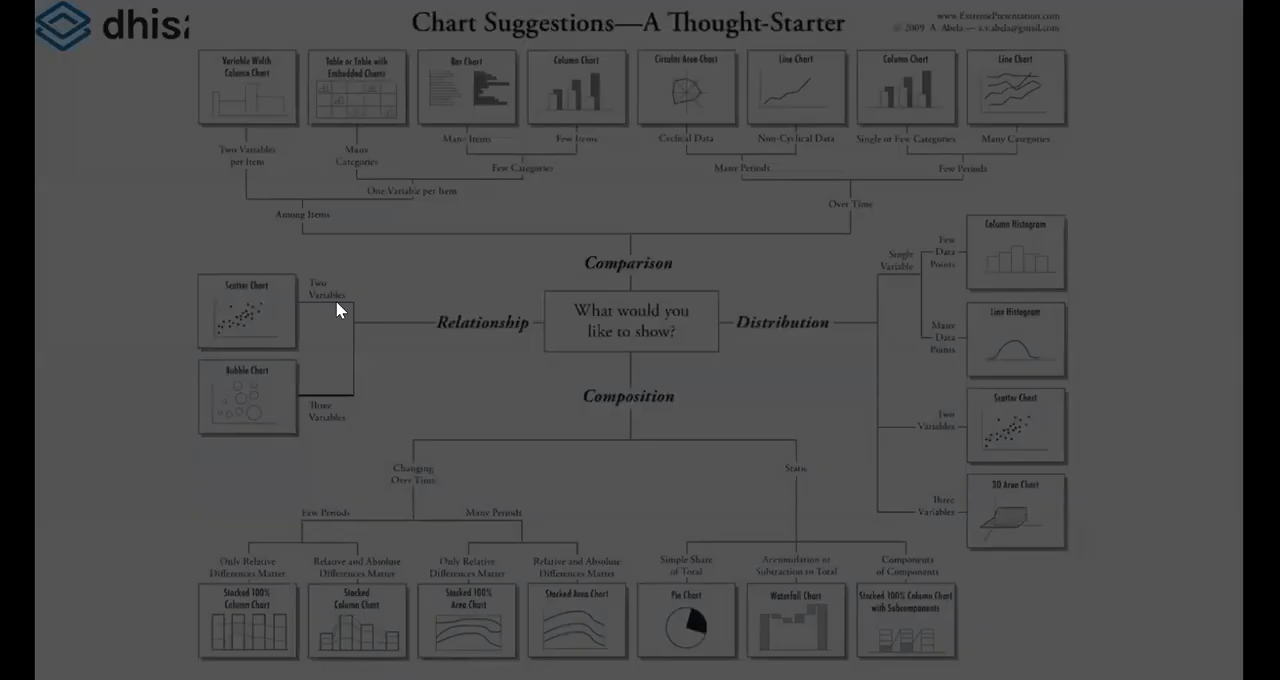 dhis2
Chart Suggestions—A Thought-Starter
www.ExtremePresentation.com
© 2009 A. Abela — a.v.abela@gmail.com
Variable Width
Column Chart
Table or Table with
Embedded Charts
Bar Chart
Column Chart
Circular Area Chart
Line Chart
Column Chart
Line Chart
Two Variables
per Item
Many
Categories
Many Items
Few Items
Cyclical Data
Non-Cyclical Data
Single or Few Categories
Many Categories
Few Categories
Many Periods
Few Periods
One Variable per Item
Among Items
Over Time
Comparison
What would you
like to show?
Relationship
Two
Variables
Scatter Chart
Three
Variables
Bubble Chart
Distribution
Single
Variable
Few
Data
Points
Column Histogram
Many
Data
Points
Line Histogram
Two
Variables
Scatter Chart
Three
Variables
3D Area Chart
Composition
Changing
Over Time
Static
Few Periods
Many Periods
Only Relative
Differences Matter
Relative and Absolute
Differences Matter
Only Relative
Differences Matter
Relative and Absolute
Differences Matter
Simple Share
of Total
Accumulation or
Subtraction to Total
Components
of Components
Stacked 100%
Column Chart
Stacked
Column Chart
Stacked 100%
Area Chart
Stacked Area Chart
Pie Chart
Waterfall Chart
Stacked 100% Column Chart
with Subcomponents